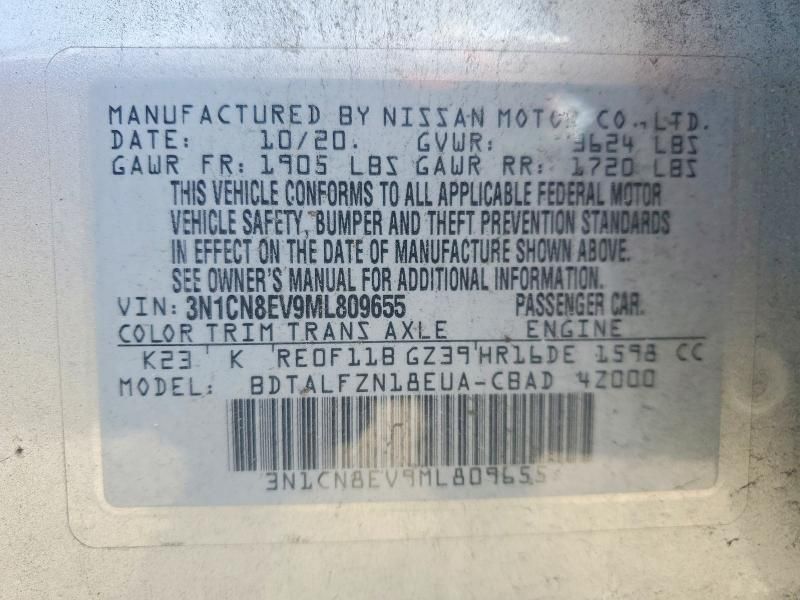 MANUFACTURED BY NISSAN MOTOR CO., LTD.
DATE: 10/20. GVWR: 3624 LBS
GAWR FR: 1905 LBS GAWR RR: 1720 LBS
THIS VEHICLE CONFORMS TO ALL APPLICABLE FEDERAL MOTOR
VEHICLE SAFETY, BUMPER AND THEFT PREVENTION STANDARDS
IN EFFECT ON THE DATE OF MANUFACTURE SHOWN ABOVE.
SEE OWNER'S MANUAL FOR ADDITIONAL INFORMATION.
VIN: 3N1CN8EV9ML809655 PASSENGER CAR.
COLOR TRIM TRANS AXLE ENGINE
K23 K RE0F11B GZ39 HR16DE 1598 CC
MODEL: BDTALFZN18EUA-CBAD 4Z000
3N1CN8EV9ML809655